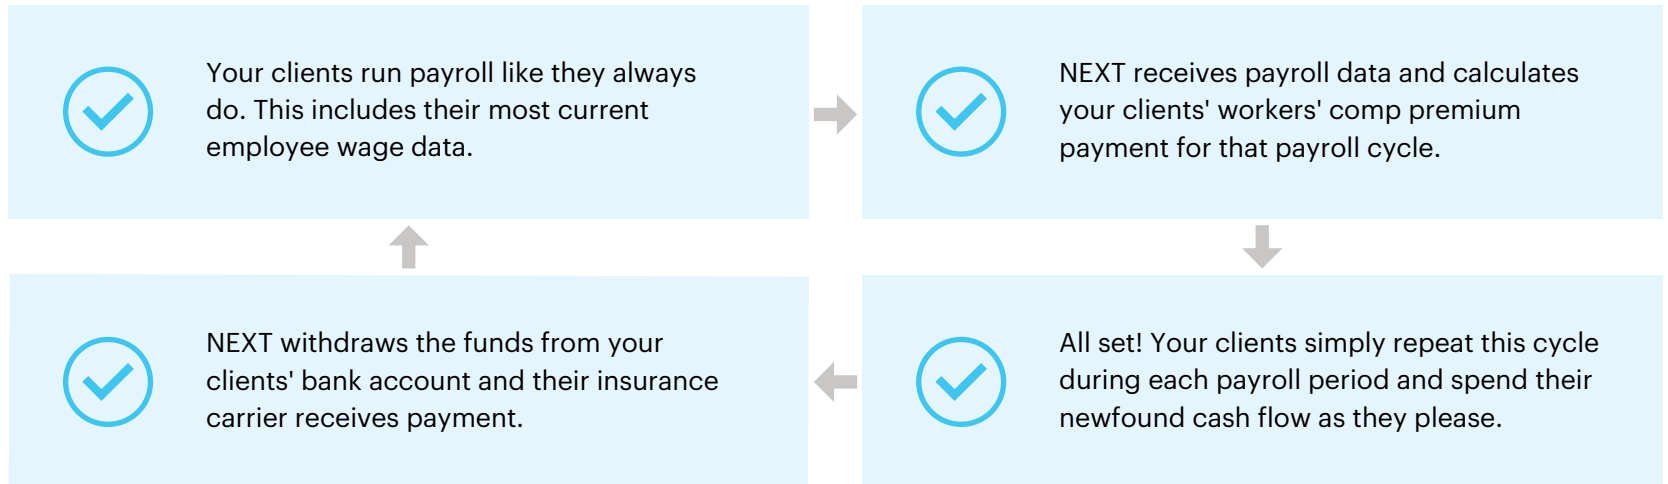 Your clients run payroll like they always
do. This includes their most current
employee wage data.
NEXT receives payroll data and calculates
your clients' workers' comp premium
payment for that payroll cycle.
All set! Your clients simply repeat this cycle
during each payroll period and spend their
newfound cash flow as they please.
NEXT withdraws the funds from your
clients' bank account and their insurance
carrier receives payment.